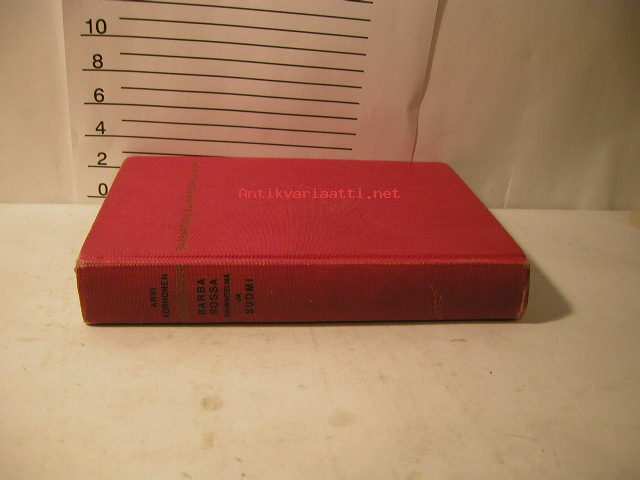 10
8
6
4
2
0
Antikvariaatti.net
ARVI
KORHONEN
BARBA
ROSSA
SUUNNITELMA
JA
SUOMI